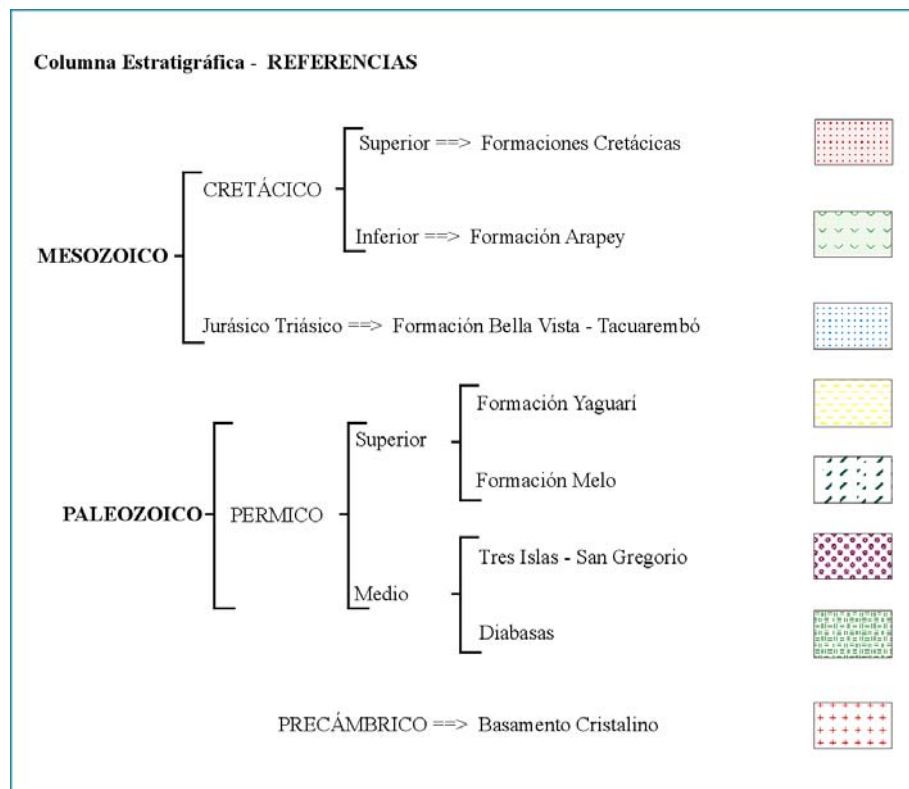 Columna Estratigráfica - REFERENCIAS
Superior ==> Formaciones Cretácicas
CRETÁCICO
Inferior ==> Formación Arapey
MESOZOICO
Jurásico Triásico ==> Formación Bella Vista - Tacuarembó
Formación Yaguarí
Superior
Formación Melo
PALEOZOICO
PERMICO
Tres Islas - San Gregorio
Medio
Diabasas
PRECÁMBRICO ==> Basamento Cristalino